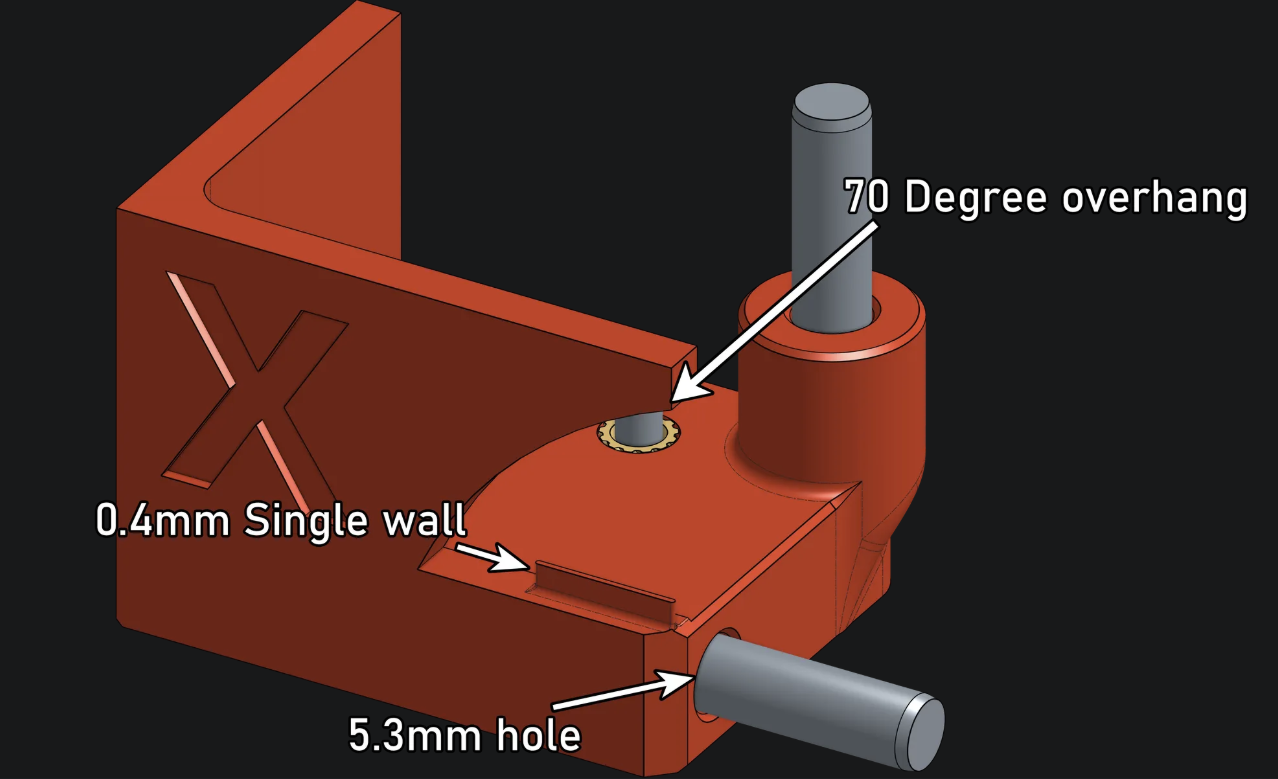 70 Degree overhang
X
0.4mm Single wall
5.3mm hole